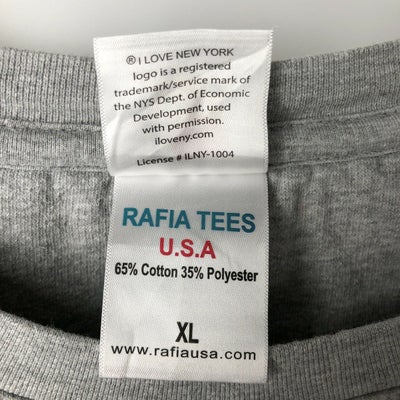 ® I LOVE NEW YORK
logo is a registered
trademark/service mark of
the NYS Dept. of Economic
Development, used
with permission.
iloveny.com
License # ILNY-1004
RAFIA TEES
U.S.A
65% Cotton 35% Polyester
XL
www.rafiausa.com